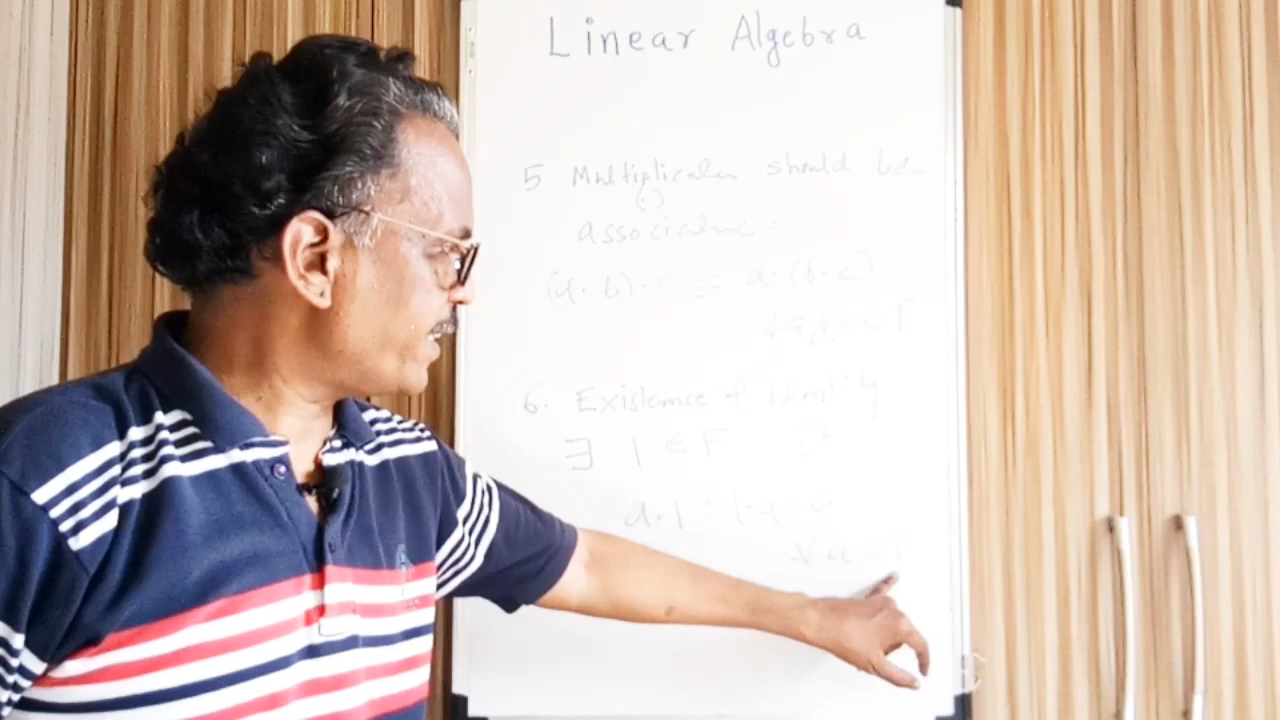 Linear Algebra
5 Multiplication should be
(·)
associative:
(a·b)·c = a·(b·c)
∀ a, b, c ∈ F
6. Existence of identity
∃ 1 ∈ F ∋
a·1 = 1·a = a
∀ a ∈ F